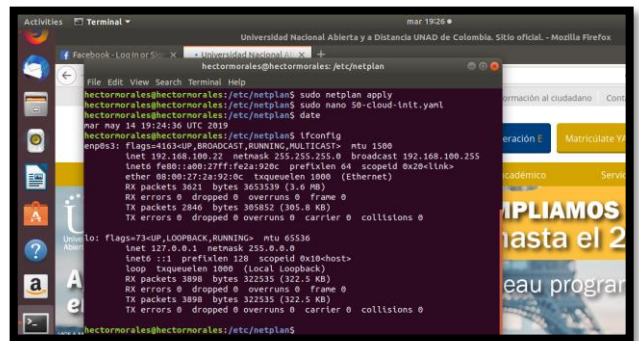 Activities Terminal mar 19:26
Universidad Nacional Abierta y a Distancia UNAD de Colombia. Sitio oficial. - Mozilla Firefox
Facebook - Log In or Sig
Universidad Nacional A
hectormorales@hectormorales: /etc/netplan
File Edit View Search Terminal Help
hectormorales@hectormorales:/etc/netplan$ sudo netplan apply
hectormorales@hectormorales:/etc/netplan$ sudo nano 50-cloud-init.yaml
hectormorales@hectormorales:/etc/netplan$ date
mar may 14 19:24:36 UTC 2019
hectormorales@hectormorales:/etc/netplan$ ifconfig
enp0s3: flags=4163<UP,BROADCAST,RUNNING,MULTICAST> mtu 1500
inet 192.168.100.22 netmask 255.255.255.0 broadcast 192.168.100.255
inet6 fe80::a00:27ff:fe2a:920c prefixlen 64 scopeid 0x20<link>
ether 08:00:27:2a:92:0c txqueuelen 1000 (Ethernet)
RX packets 3621 bytes 3653539 (3.6 MB)
RX errors 0 dropped 0 overruns 0 frame 0
TX packets 2846 bytes 305852 (305.8 KB)
TX errors 0 dropped 0 overruns 0 carrier 0 collisions 0
lo: flags=73<UP,LOOPBACK,RUNNING> mtu 65536
inet 127.0.0.1 netmask 255.0.0.0
inet6 ::1 prefixlen 128 scopeid 0x10<host>
loop txqueuelen 1000 (Local Loopback)
RX packets 3898 bytes 322535 (322.5 KB)
RX errors 0 dropped 0 overruns 0 frame 0
TX packets 3898 bytes 322535 (322.5 KB)
TX errors 0 dropped 0 overruns 0 carrier 0 collisions 0
hectormorales@hectormorales:/etc/netplan$
ormación al ciudadano Cont
eración E Matricúlate YA
cadémico Servic
MPLIAMOS
hasta el 2
eau progran